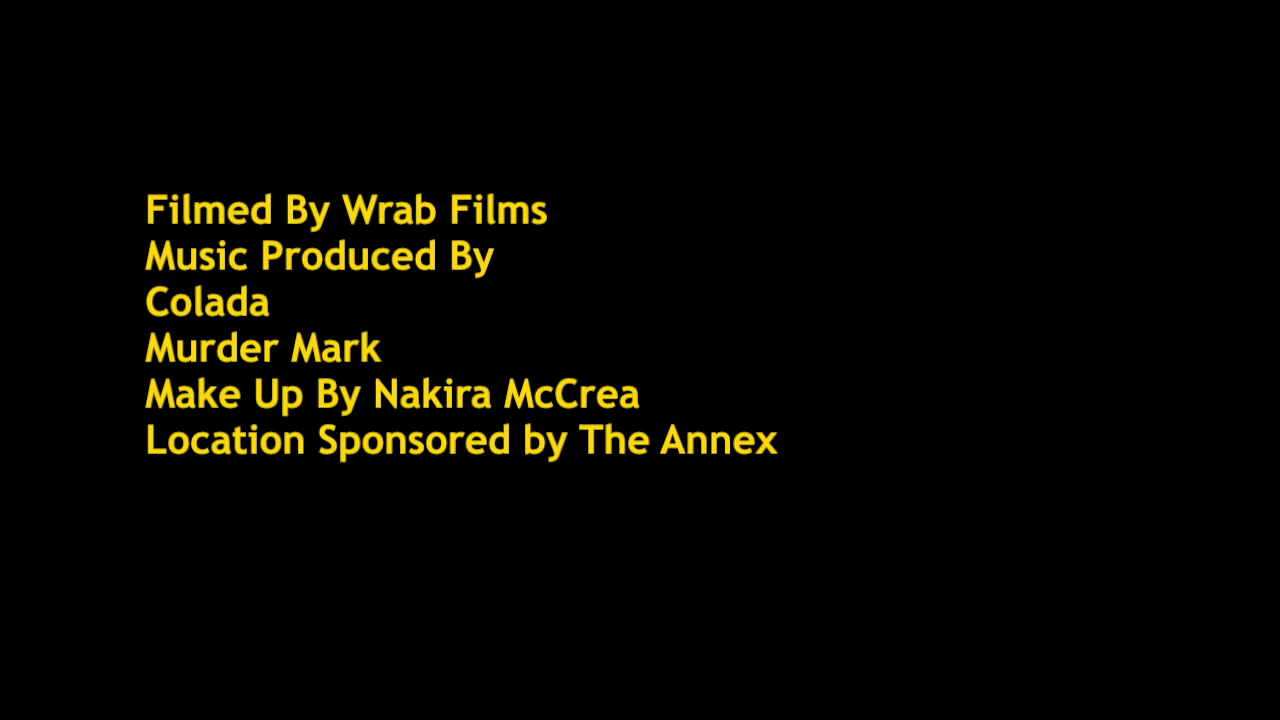 Filmed By Wrab Films
Music Produced By
Colada
Murder Mark
Make Up By Nakira McCrea
Location Sponsored by The Annex